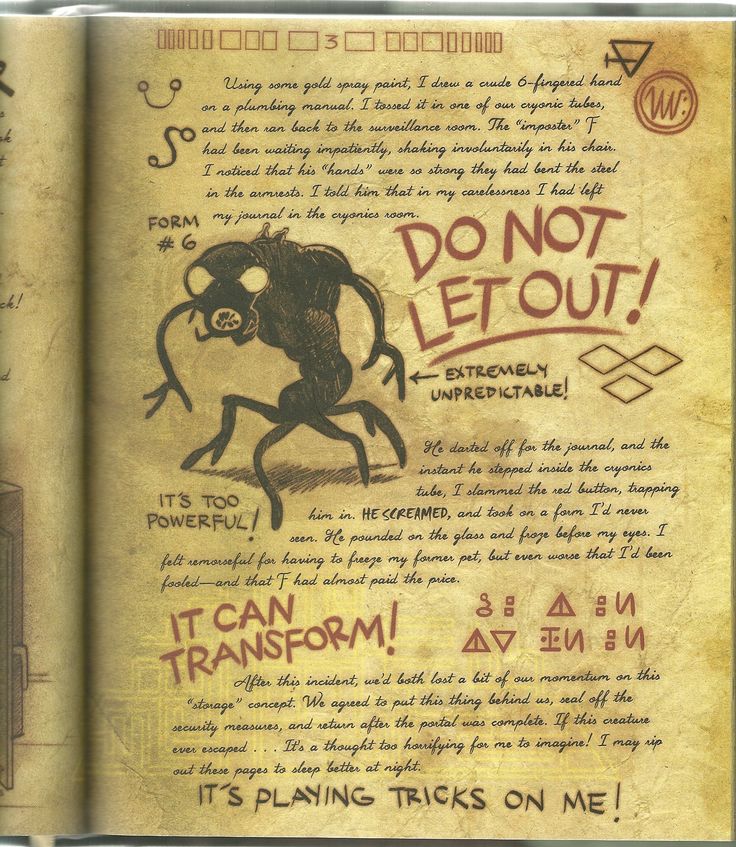 3
Using some gold spray paint, I drew a crude 6-fingered hand
on a plumbing manual. I tossed it in one of our cryonic tubes,
and then ran back to the surveillance room. The "imposter" F
had been waiting impatiently, shaking involuntarily in his chair.
I noticed that his "hands" were so strong they had bent the steel
in the armrests. I told him that in my carelessness I had left
my journal in the cryonics room.
FORM
# 6
DO NOT
LET OUT!
← EXTREMELY
UNPREDICTABLE!
He darted off for the journal, and the
instant he stepped inside the cryonics
tube, I slammed the red button, trapping
him in. HE SCREAMED, and took on a form I'd never
seen. He pounded on the glass and froze before my eyes. I
felt remorseful for having to freeze my former pet, but even worse that I'd been
fooled—and that F had almost paid the price.
IT'S TOO
POWERFUL!
IT CAN
TRANSFORM!
After this incident, we'd both lost a bit of our momentum on this
"storage" concept. We agreed to put this thing behind us, seal off the
security measures, and return after the portal was complete. If this creature
ever escaped . . . It's a thought too horrifying for me to imagine! I may rip
out these pages to sleep better at night.
IT'S PLAYING TRICKS ON ME!